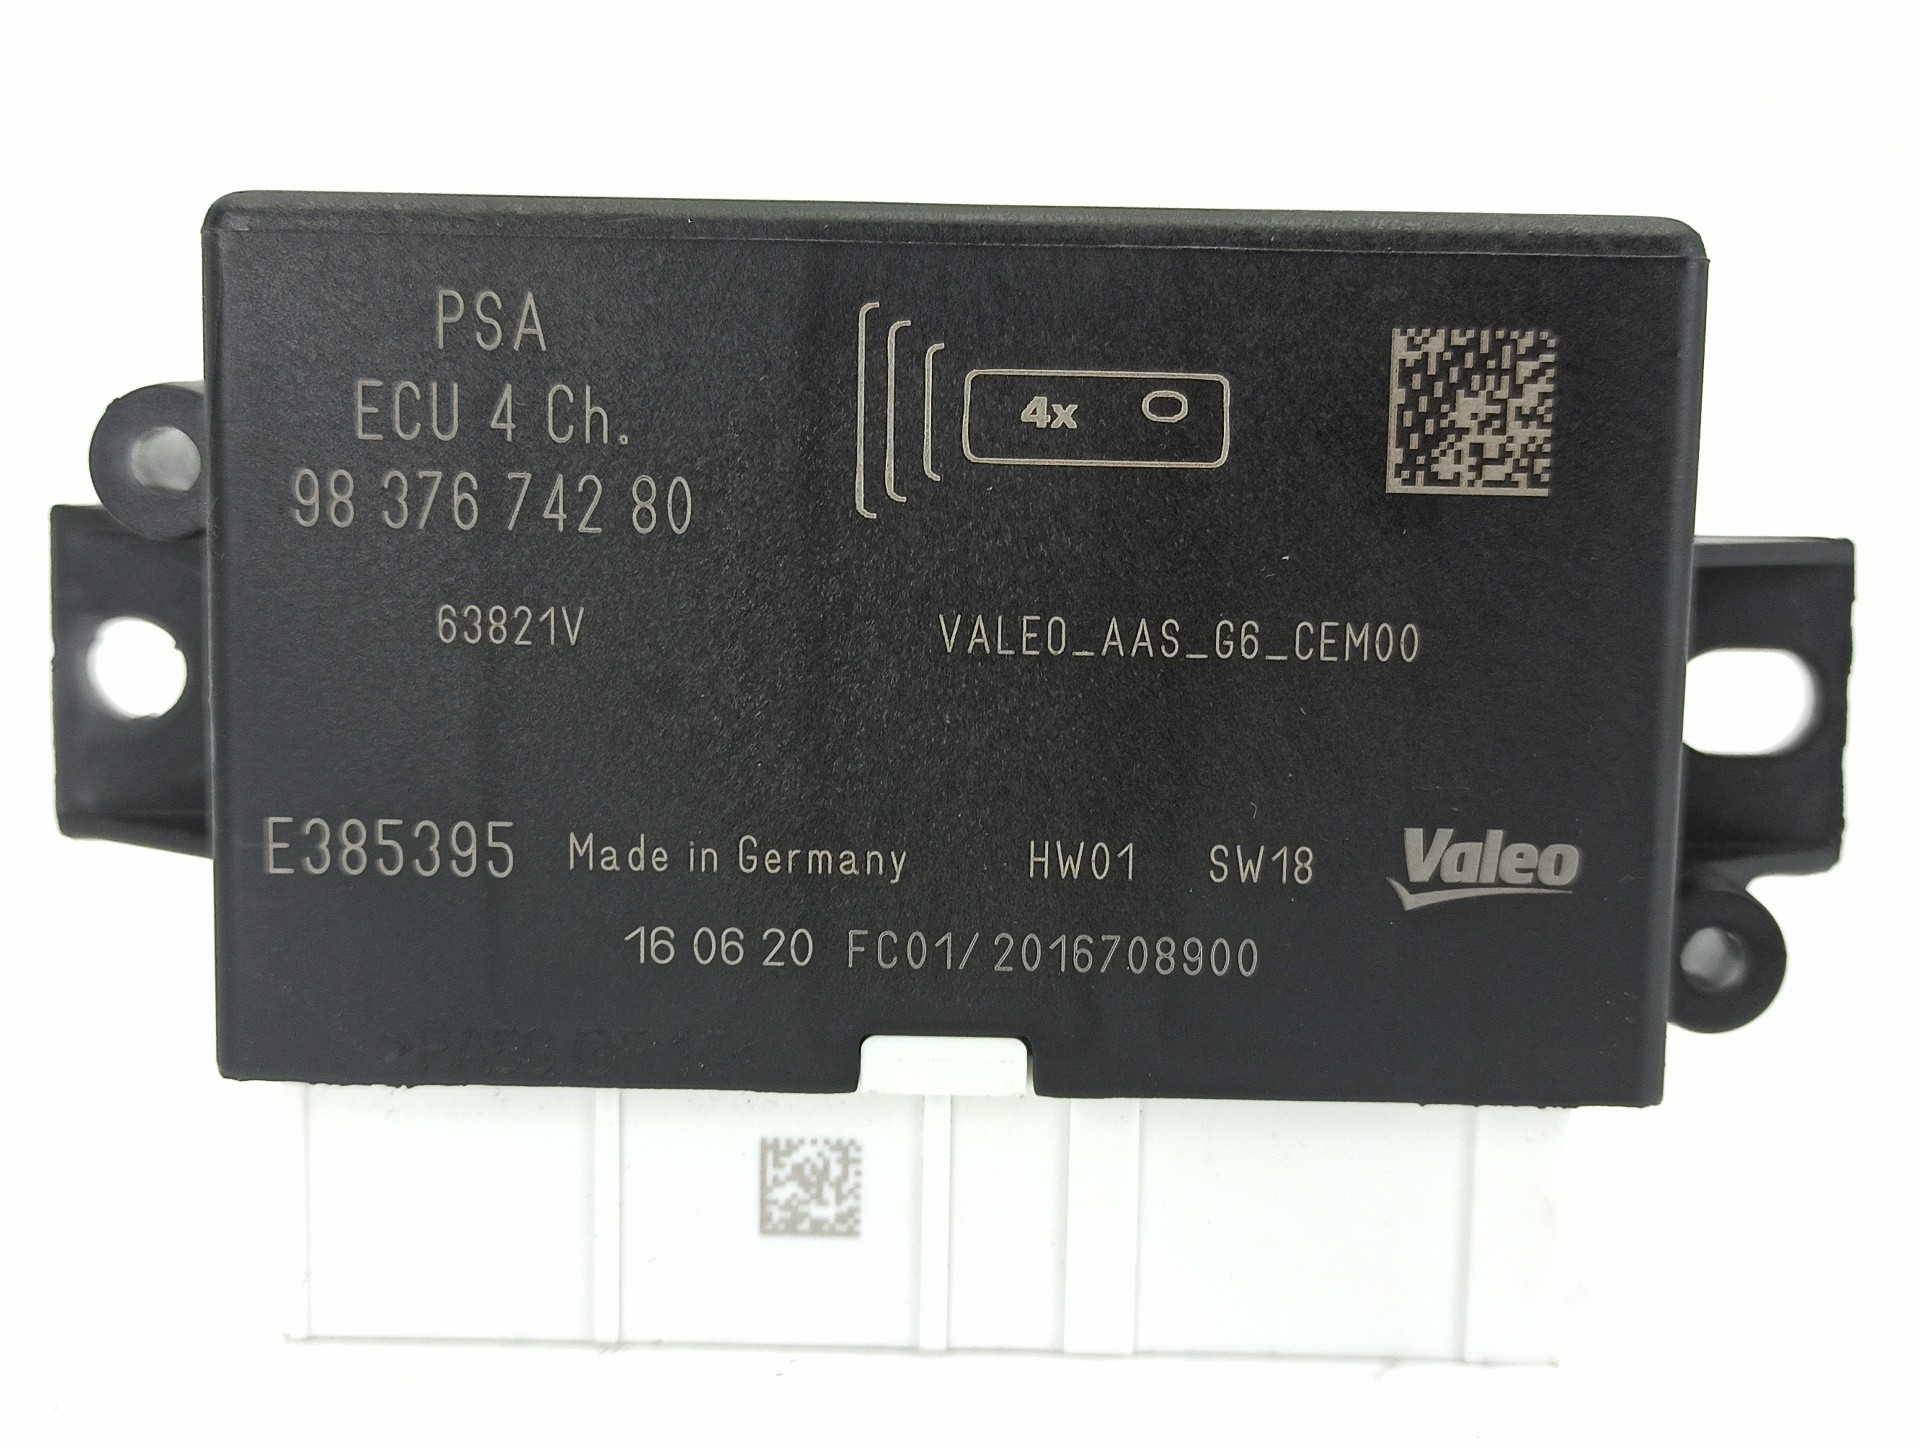 PSA
ECU 4 Ch.
98 376 742 80
4x
63821V
VALEO_AAS_G6_CEM00
E385395 Made in Germany HW01 SW18 Valeo
16 06 20 FC01/2016708900